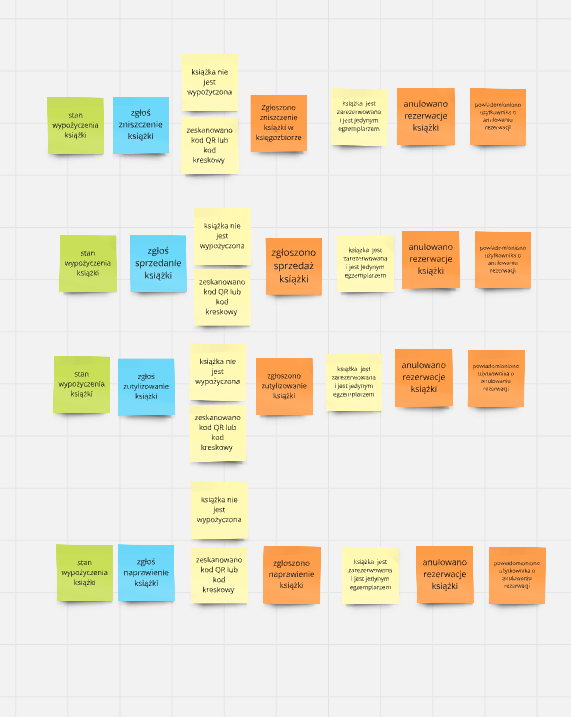 stan
wypożyczenia
książki
zgłoś
zniszczenie
książki
książka nie
jest
wypożyczona
zeskanowano
kod QR lub
kod
kreskowy
Zgłoszono
zniszczenie
książki w
księgozbiorze
książka jest
zarezerwowana
i jest jedynym
egzemplarzem
anulowano
rezerwacje
książki
powiadomiono
użytkownika o
anulowaniu
rezerwacji
stan
wypożyczenia
książki
zgłoś
sprzedanie
książki
książka nie
jest
wypożyczona
zeskanowano
kod QR lub
kod
kreskowy
zgłoszono
sprzedaż
książki
książka jest
zarezerwowana
i jest jedynym
egzemplarzem
anulowano
rezerwacje
książki
powiadomiono
użytkownika o
anulowaniu
rezerwacji
stan
wypożyczenia
książki
zgłoś
zutylizowanie
książki
książka nie
jest
wypożyczona
zeskanowano
kod QR lub
kod
kreskowy
zgłoszono
zutylizowanie
książki
książka jest
zarezerwowana
i jest jedynym
egzemplarzem
anulowano
rezerwacje
książki
powiadomiono
użytkownika o
anulowaniu
rezerwacji
stan
wypożyczenia
książki
zgłoś
naprawienie
książki
książka nie
jest
wypożyczona
zeskanowano
kod QR lub
kod
kreskowy
zgłoszono
naprawienie
książki
książka jest
zarezerwowana
i jest jedynym
egzemplarzem
anulowano
rezerwacje
książki
powiadomiono
użytkownika o
anulowaniu
rezerwacji